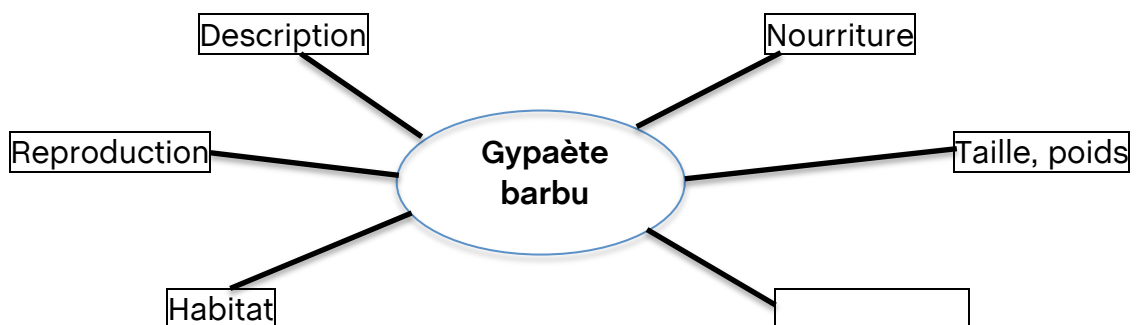 Description
Nourriture
Gypaète
barbu
Reproduction
Taille, poids
Habitat